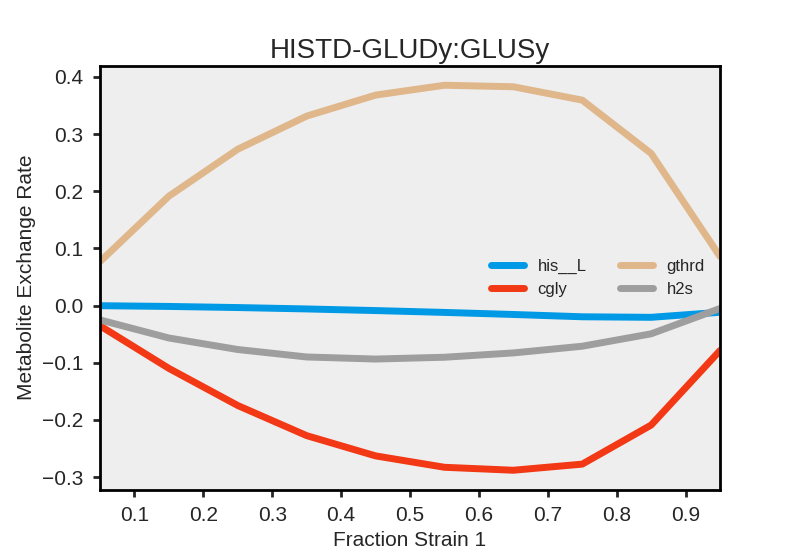 HISTD-GLUDy:GLUSy
Metabolite Exchange Rate
0.4
0.3
0.2
0.1
0.0
−0.1
−0.2
−0.3
his__L gthrd
cgly h2s
0.1 0.2 0.3 0.4 0.5 0.6 0.7 0.8 0.9
Fraction Strain 1